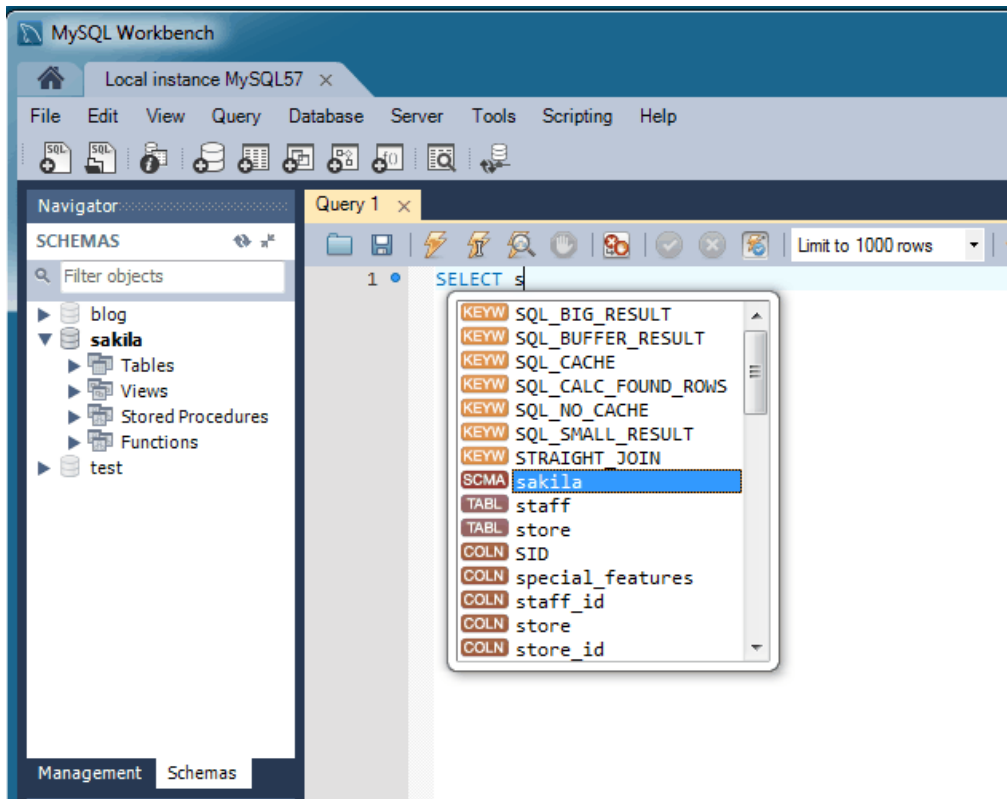 MySQL Workbench
Local instance MySQL57
File Edit View Query Database Server Tools Scripting Help
SQL SQL
Navigator
Query 1
SCHEMAS
Limit to 1000 rows
Filter objects
1 SELECT s
blog
sakila
Tables
Views
Stored Procedures
Functions
test
KEYW SQL_BIG_RESULT
KEYW SQL_BUFFER_RESULT
KEYW SQL_CACHE
KEYW SQL_CALC_FOUND_ROWS
KEYW SQL_NO_CACHE
KEYW SQL_SMALL_RESULT
KEYW STRAIGHT_JOIN
SCMA sakila
TABL staff
TABL store
COLN SID
COLN special_features
COLN staff_id
COLN store
COLN store_id
Management Schemas